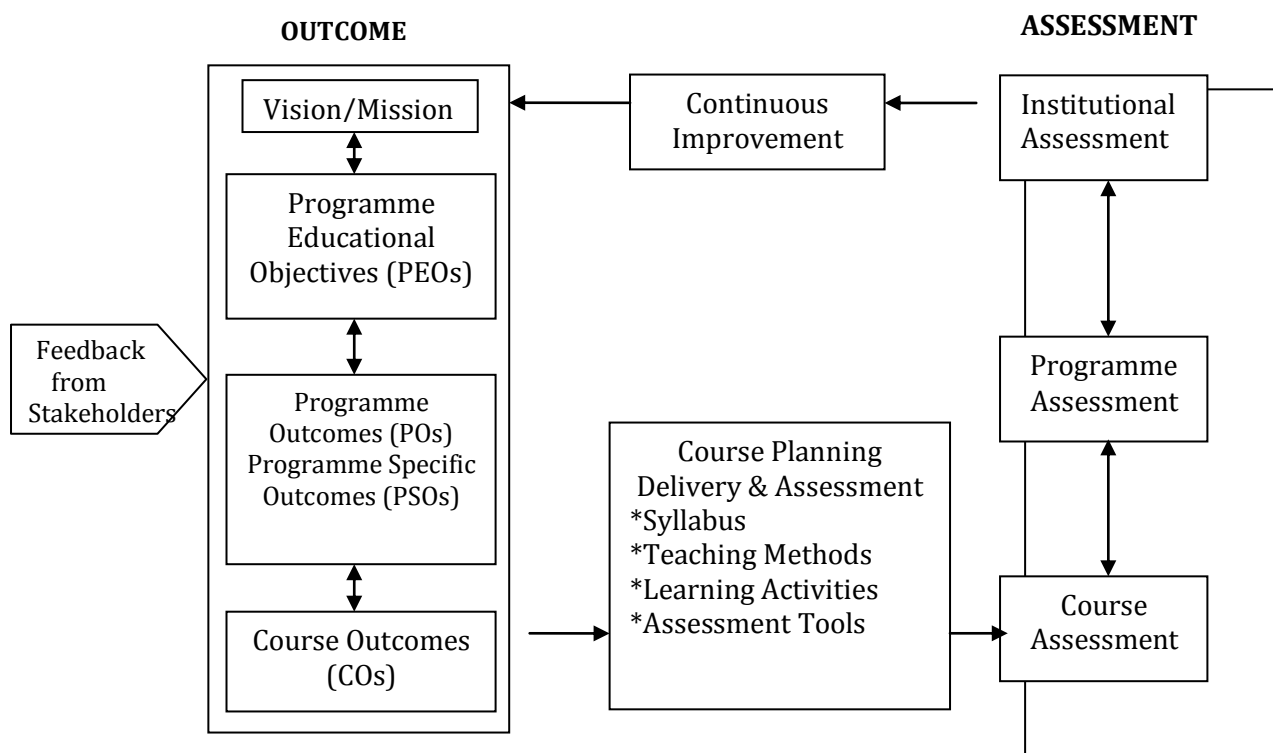 OUTCOME
ASSESSMENT
Vision/Mission
Programme
Educational
Objectives (PEOs)
Programme
Outcomes (POs)
Programme Specific
Outcomes (PSOs)
Course Outcomes
(COs)
Feedback
from
Stakeholders
Continuous
Improvement
Course Planning
Delivery & Assessment
*Syllabus
*Teaching Methods
*Learning Activities
*Assessment Tools
Institutional
Assessment
Programme
Assessment
Course
Assessment